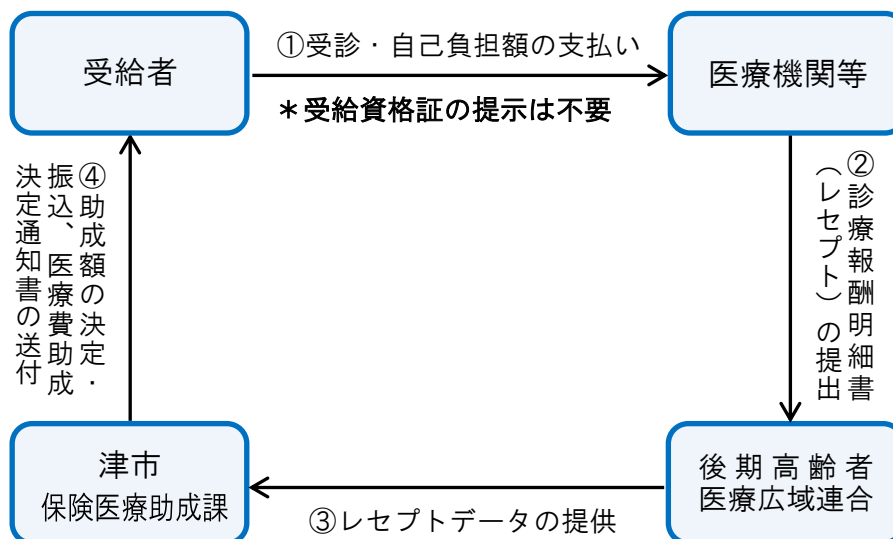 受給者
①受診・自己負担額の支払い
＊受給資格証の提示は不要
医療機関等
②診療報酬明細書
（レセプト）の提出
後期高齢者
医療広域連合
③レセプトデータの提供
津市
保険医療助成課
④助成額の決定・
振込、医療費助成
決定通知書の送付